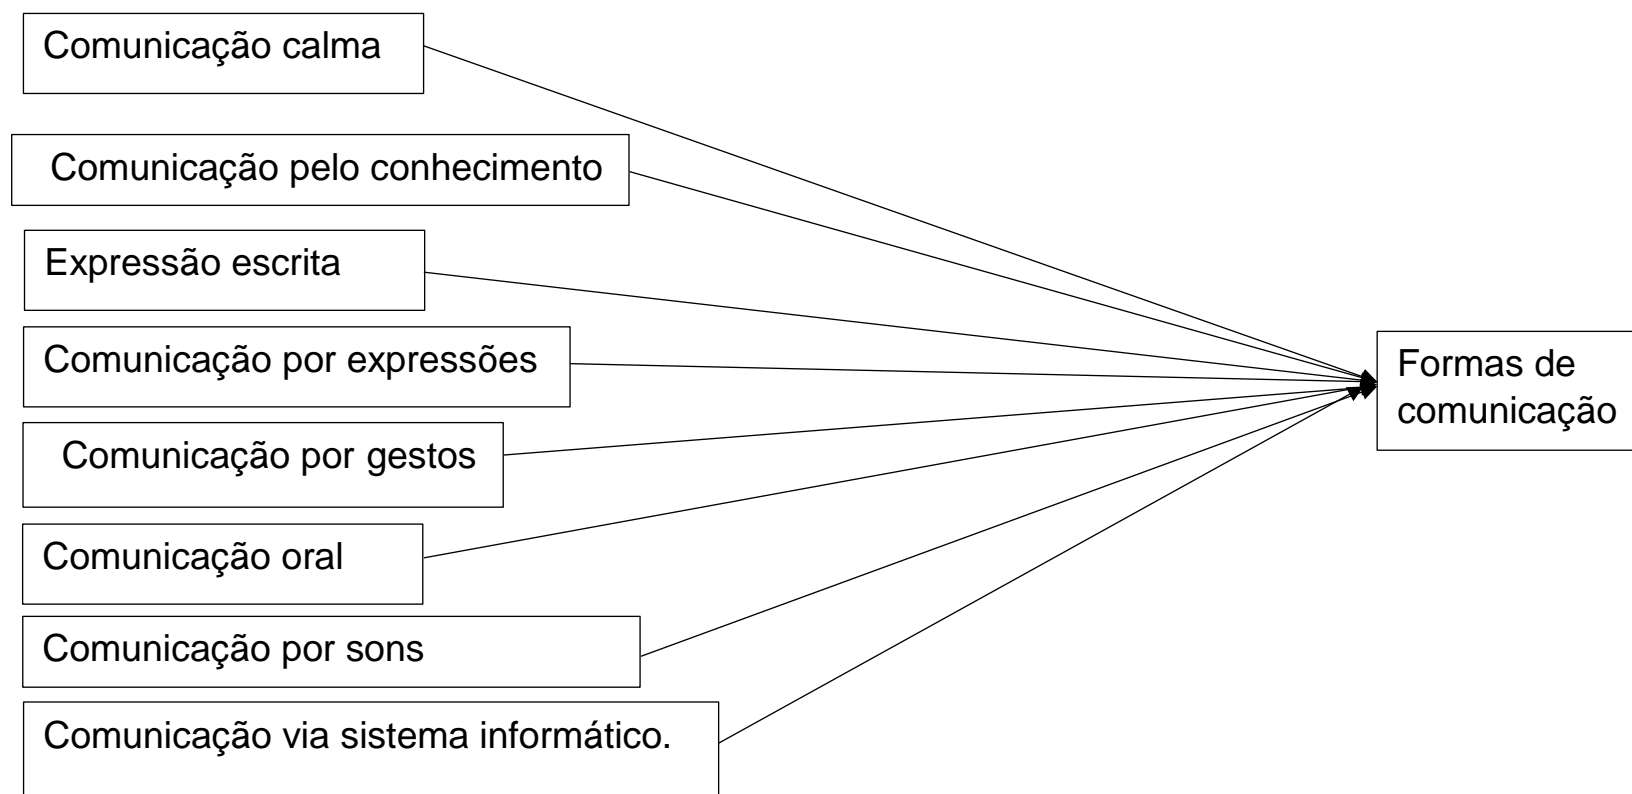 Comunicação calma
Comunicação pelo conhecimento
Expressão escrita
Comunicação por expressões
Comunicação por gestos
Comunicação oral
Comunicação por sons
Comunicação via sistema informático.
Formas de
comunicação